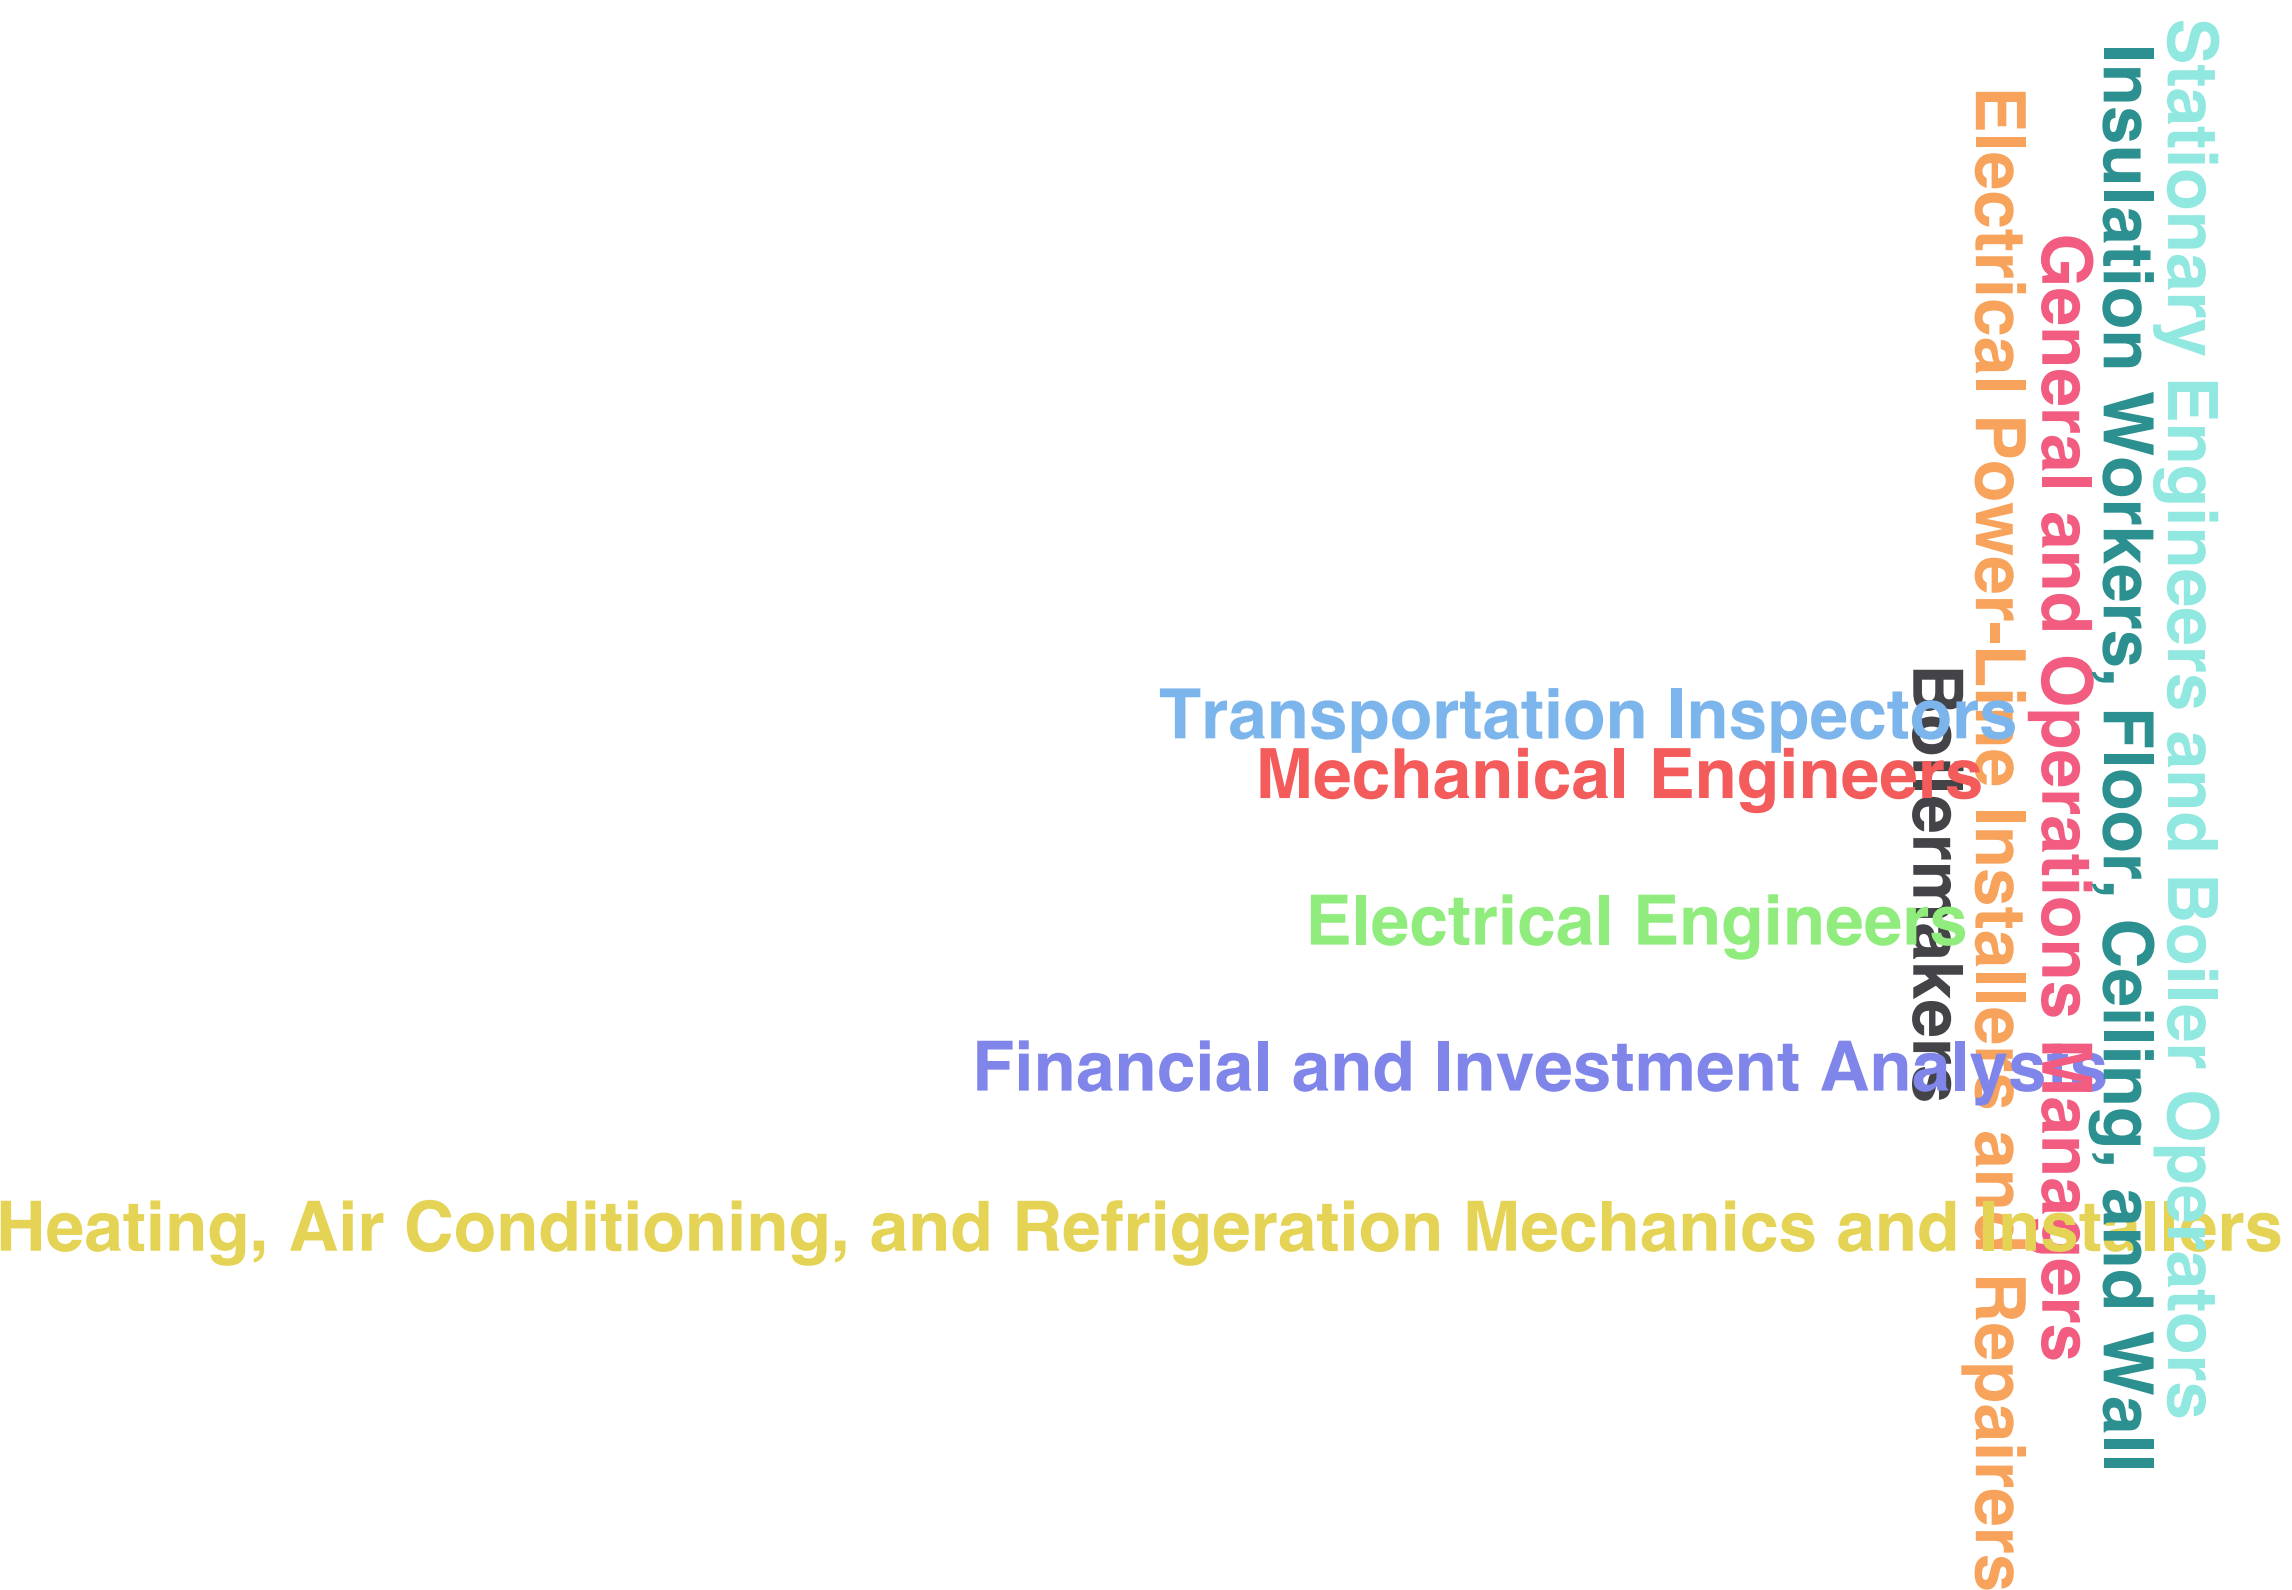 Transportation Inspectors
Mechanical Engineers
Electrical Engineers
Financial and Investment Analysts
Heating, Air Conditioning, and Refrigeration Mechanics and Installers
Boilermakers
Electrical Power-Line Installers and Repairers
General and Operations Managers
Insulation Workers, Floor, Ceiling, and Wall
Stationary Engineers and Boiler Operators